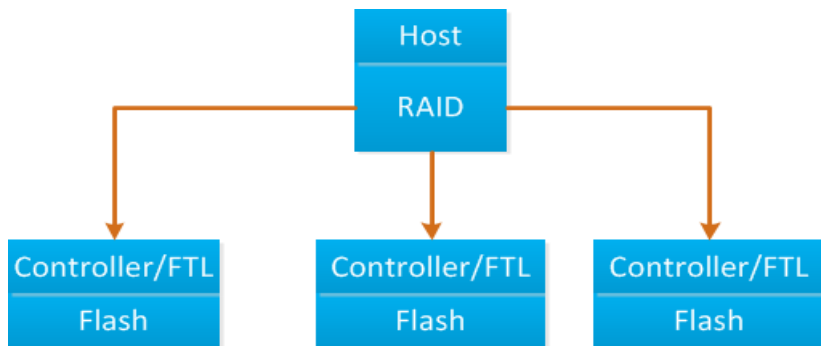 Host
RAID
Controller/FTL
Flash
Controller/FTL
Flash
Controller/FTL
Flash